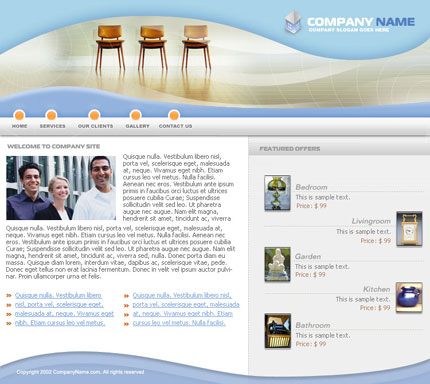 COMPANY NAME
COMPANY SLOGAN GOES HERE
HOME SERVICES OUR CLIENTS GALLERY CONTACT US
WELCOME TO COMPANY SITE
Quisque nulla. Vestibulum libero nisl,
porta vel, scelerisque eget, malesuada
at, neque. Vivamus eget nibh. Etiam
cursus leo vel metus. Nulla facilisi.
Aenean nec eros. Vestibulum ante ipsum
primis in faucibus orci luctus et ultrices
posuere cubilia Curae; Suspendisse
sollicitudin velit sed leo. Ut pharetra
augue nec augue. Nam elit magna,
hendrerit sit amet, tincidunt ac, viverra
Quisque nulla. Vestibulum libero nisl, porta vel, scelerisque eget, malesuada
at, neque. Vivamus eget nibh. Etiam cursus leo vel metus. Nulla facilisi. Aenean nec
eros. Vestibulum ante ipsum primis in faucibus orci luctus et ultrices posuere cubilia
Curae; Suspendisse sollicitudin velit sed leo. Ut pharetra augue nec augue. Nam elit
magna, hendrerit sit amet, tincidunt ac, viverra sed, nulla. Donec porta diam eu
massa. Quisque diam lorem, interdum vitae, dapibus ac, scelerisque vitae, pede.
Donec eget tellus non erat lacinia fermentum. Donec in velit vel ipsum auctor pulvi-
nar. Proin ullamcorper urna et felis.
Quisque nulla. Vestibulum libero
nisl, porta vel, scelerisque eget,
malesuada at, neque. Vivamus eget
nibh. Etiam cursus leo vel metus.
Quisque nulla. Vestibulum libero nisl,
porta vel, scelerisque eget, malesuada
at, neque. Vivamus eget nibh. Etiam
cursus leo vel metus. Nulla facilisi.
FEATURED OFFERS
Bedroom
This is sample text.
Price: $ 99
Livingroom
This is sample text.
Price: $ 99
Garden
This is sample text.
Price: $ 99
Kitchen
This is sample text.
Price: $ 99
Bathroom
This is sample text.
Price: $ 99
Copyright 2002 CompanyName.com. All rights reserved